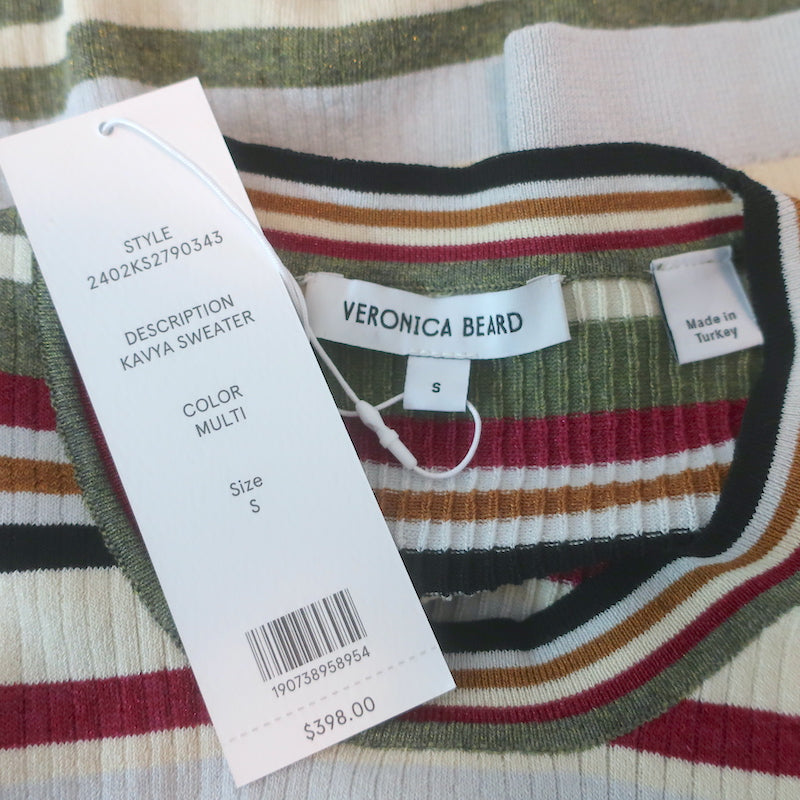 STYLE
2402KS2790343
DESCRIPTION
KAVYA SWEATER
COLOR
MULTI
Size
S
190738958954
$398.00
VERONICA BEARD
S
Made in
TurKey